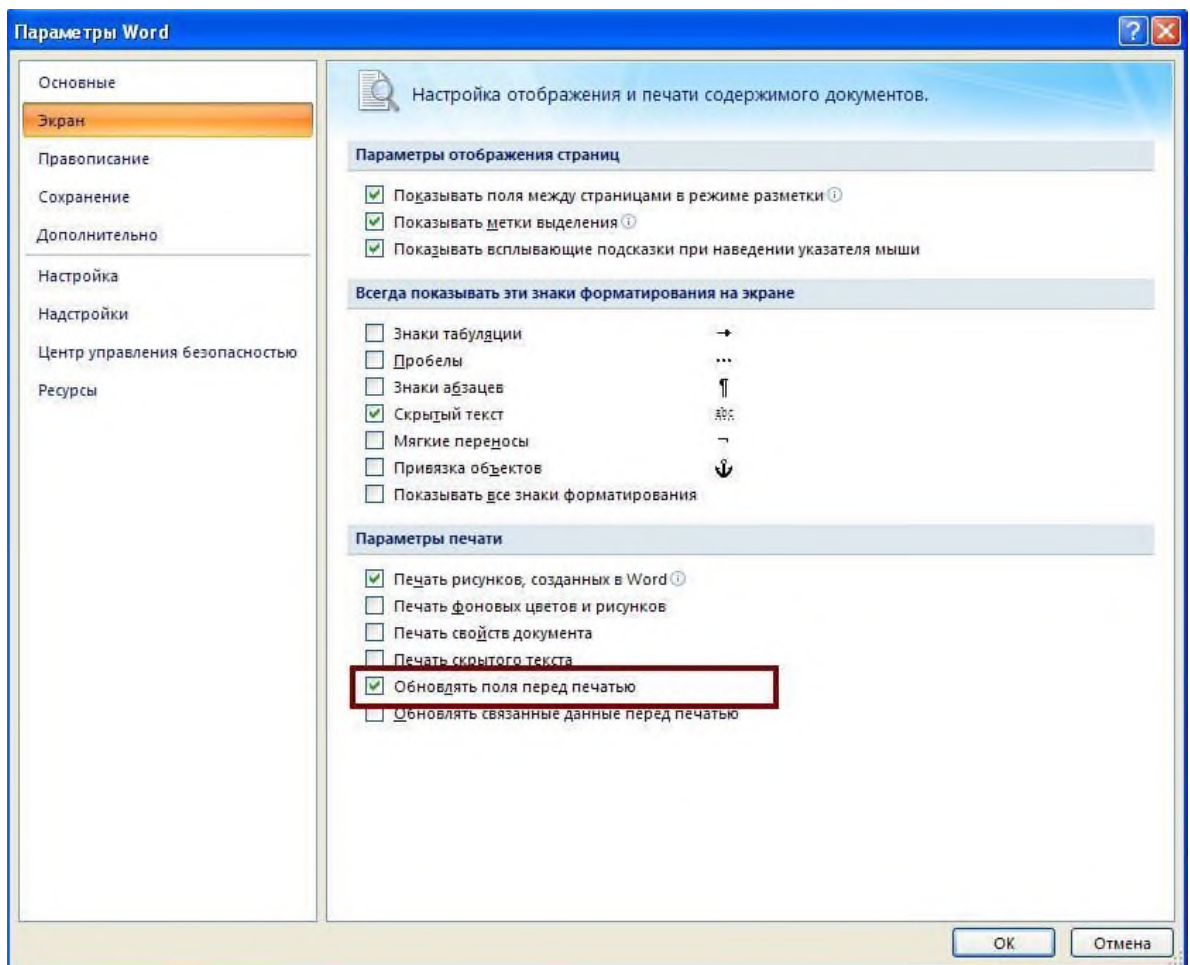 Параметры Word
Основные
Экран
Правописание
Сохранение
Дополнительно
Настройка
Надстройки
Центр управления безопасностью
Ресурсы
Настройка отображения и печати содержимого документов.
Параметры отображения страниц
Показывать поля между страницами в режиме разметки
Показывать метки выделения
Показывать всплывающие подсказки при наведении указателя мыши
Всегда показывать эти знаки форматирования на экране
Знаки табуляции →
Пробелы ...
Знаки абзацев ¶
Скрытый текст abc
Мягкие переносы ¬
Привязка объектов
Показывать все знаки форматирования
Параметры печати
Печать рисунков, созданных в Word
Печать фоновых цветов и рисунков
Печать свойств документа
Печать скрытого текста
Обновлять поля перед печатью
Обновлять связанные данные перед печатью
ОК
Отмена